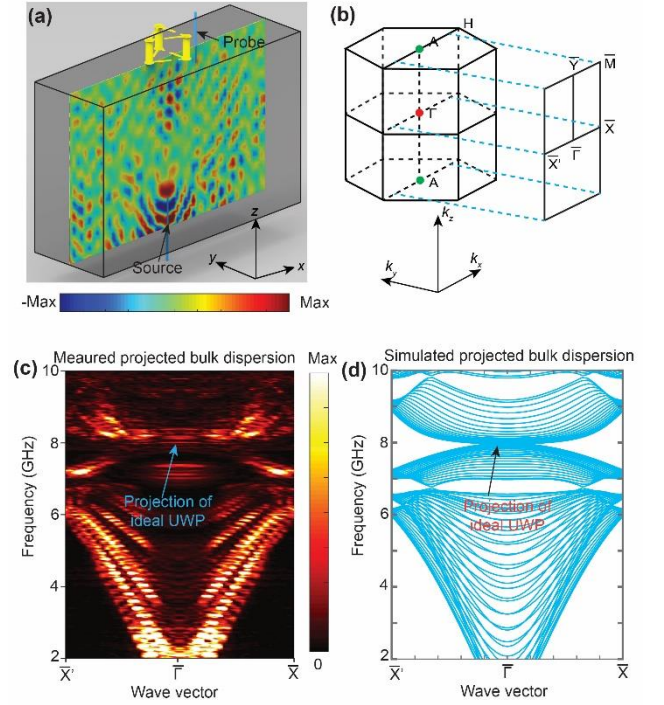 (a)
Probe
Source
z
y
x
-Max
Max
(b)
H
A
Γ
A
Y̅
M̅
X̅
X̅'
Γ̅
k_z
k_y
k_x
(c)
Meaured projected bulk dispersion
Max
10
8
6
4
2
Frequency (GHz)
Projection of
ideal UWP
X̅'
Γ̅
X̅
Wave vector
0
(d)
Simulated projected bulk dispersion
10
8
6
4
2
Frequency (GHz)
Projection of
ideal UWP
X̅'
Γ̅
X̅
Wave vector